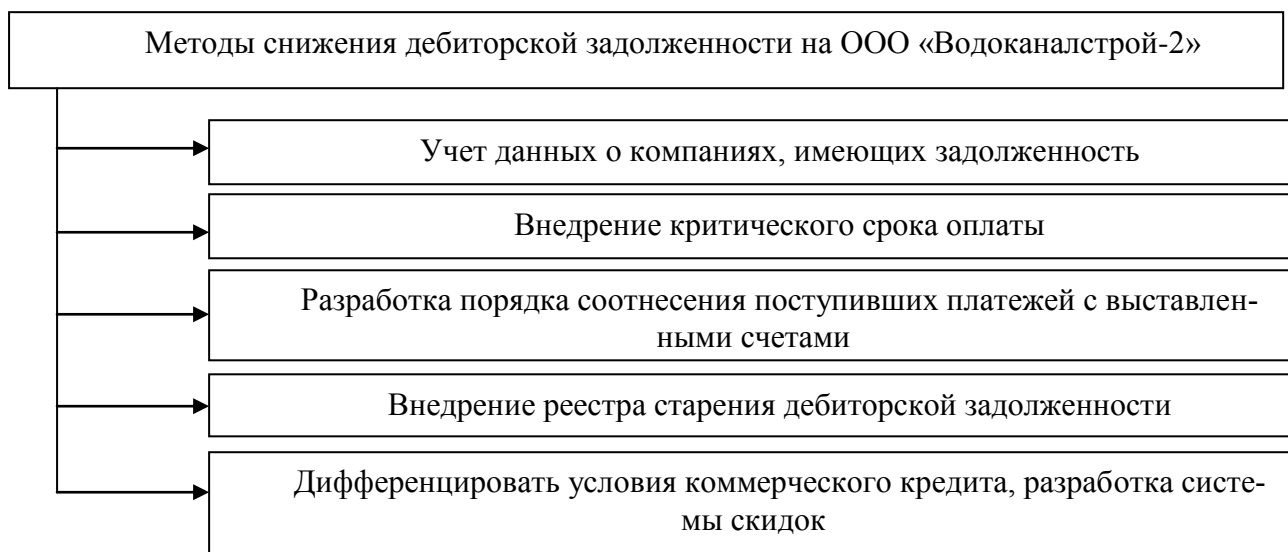 Методы снижения дебиторской задолженности на ООО «Водоканалстрой-2»
Учет данных о компаниях, имеющих задолженность
Внедрение критического срока оплаты
Разработка порядка соотнесения поступивших платежей с выставлен-
ными счетами
Внедрение реестра старения дебиторской задолженности
Дифференцировать условия коммерческого кредита, разработка систе-
мы скидок